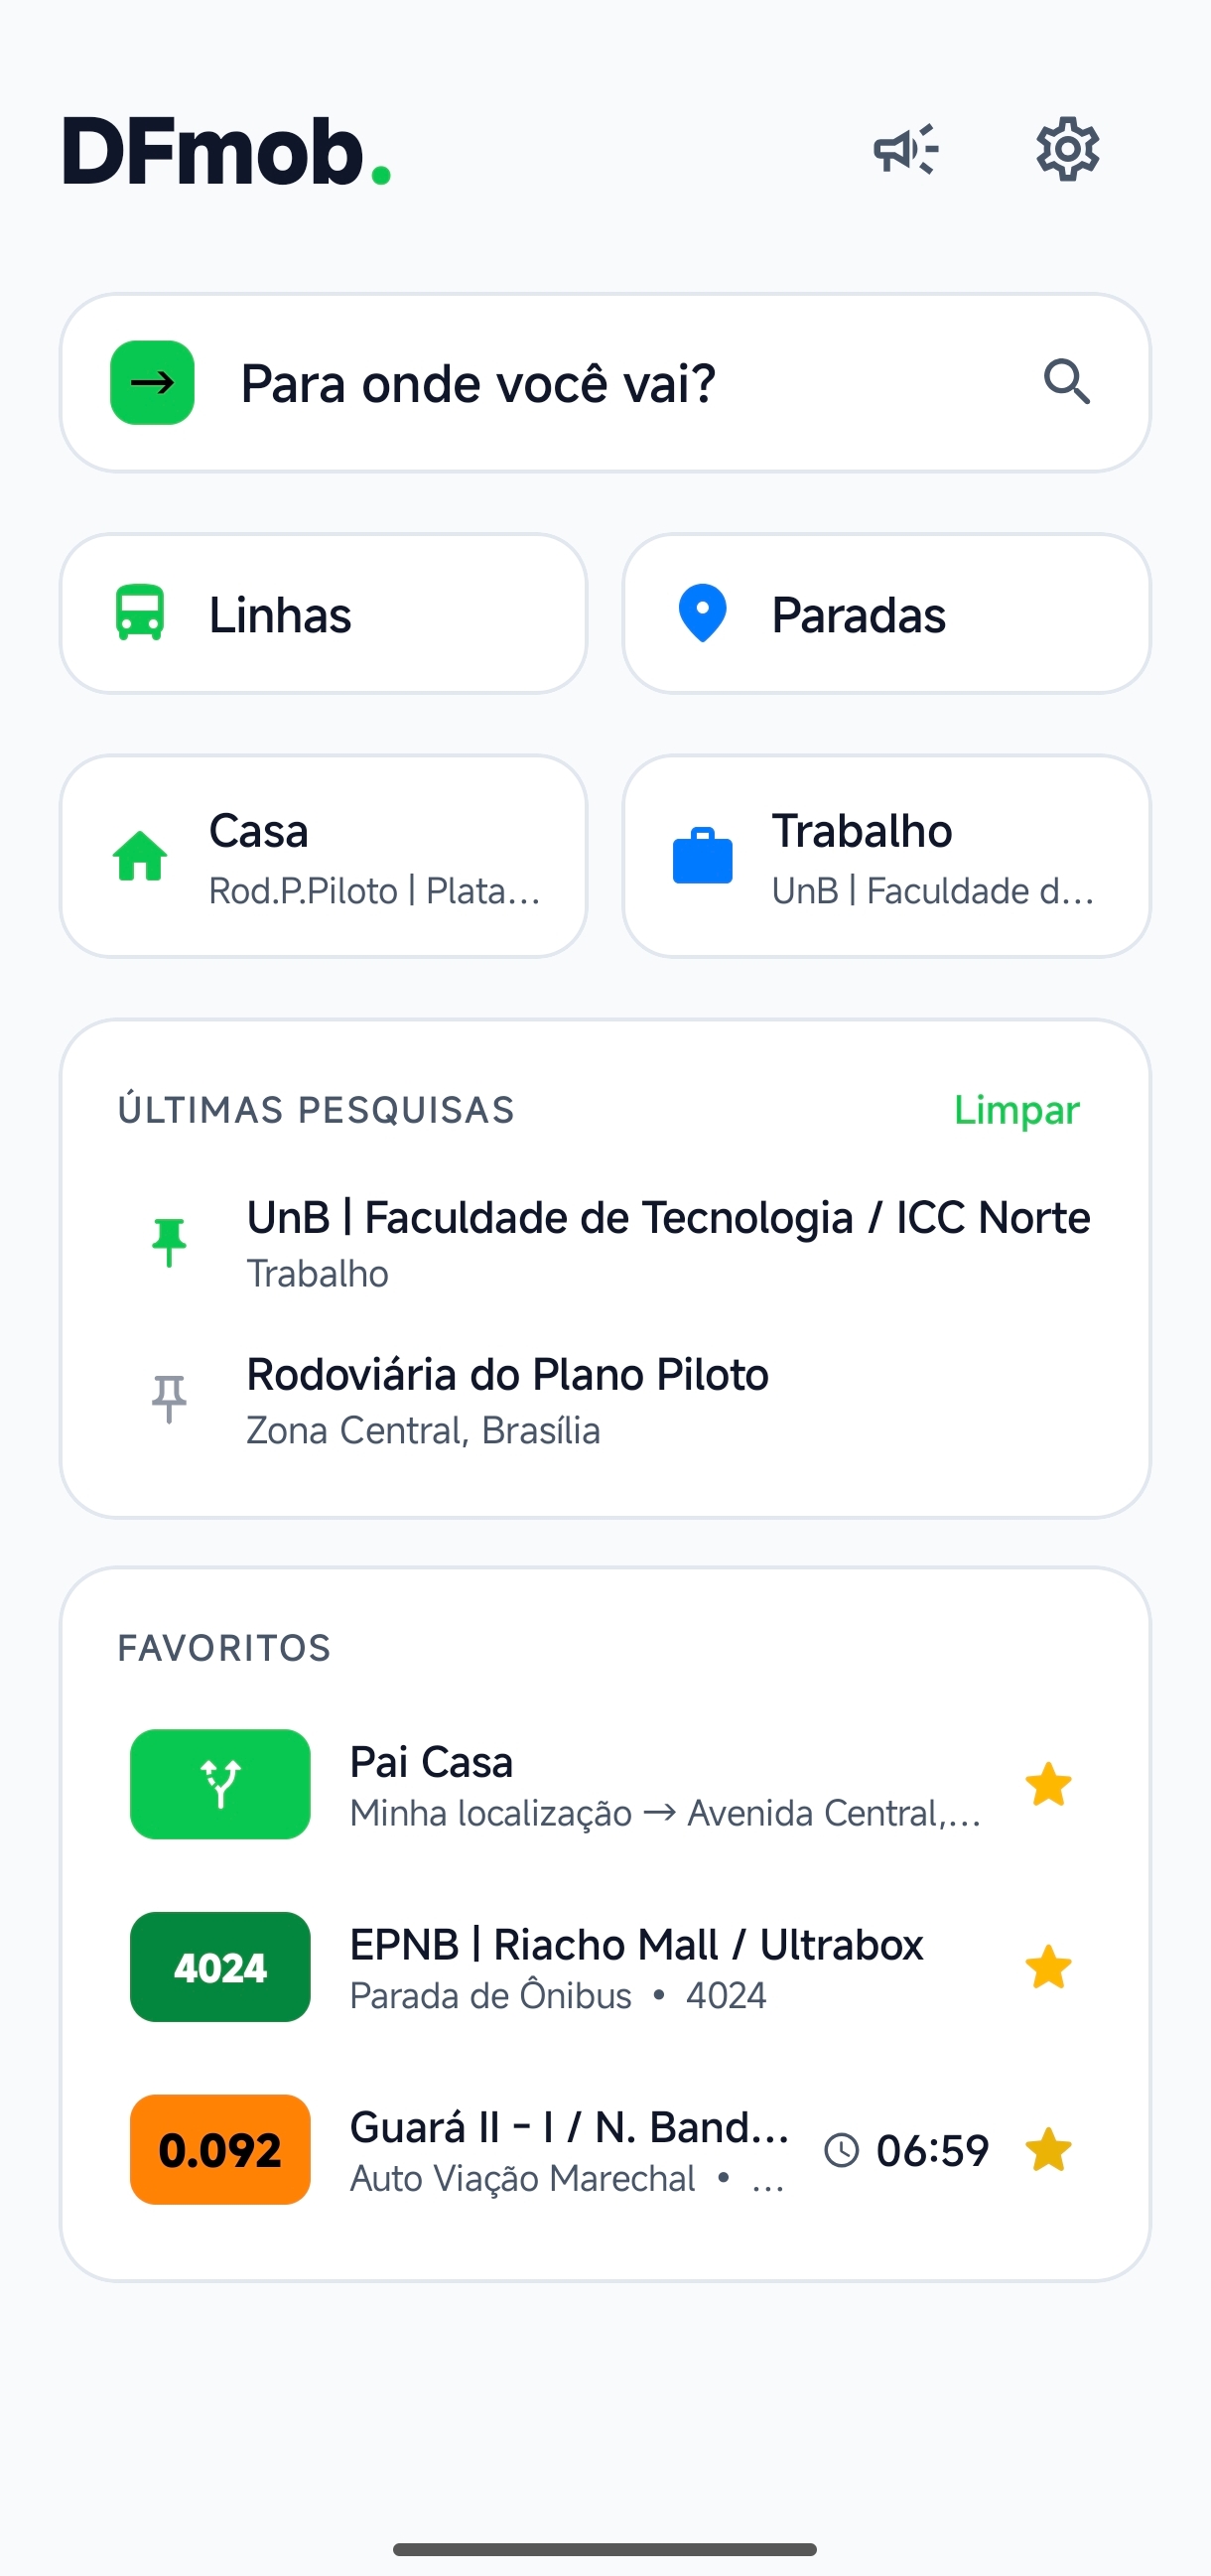 DFmob.
Para onde você vai?
Linhas
Paradas
Casa
Rod.P.Piloto | Plata...
Trabalho
UnB | Faculdade d...
ÚLTIMAS PESQUISAS
Limpar
UnB | Faculdade de Tecnologia / ICC Norte
Trabalho
Rodoviária do Plano Piloto
Zona Central, Brasília
FAVORITOS
Pai Casa
Minha localização → Avenida Central,...
4024
EPNB | Riacho Mall / Ultrabox
Parada de Ônibus • 4024
0.092
Guará II - I / N. Band...
Auto Viação Marechal • ...
06:59